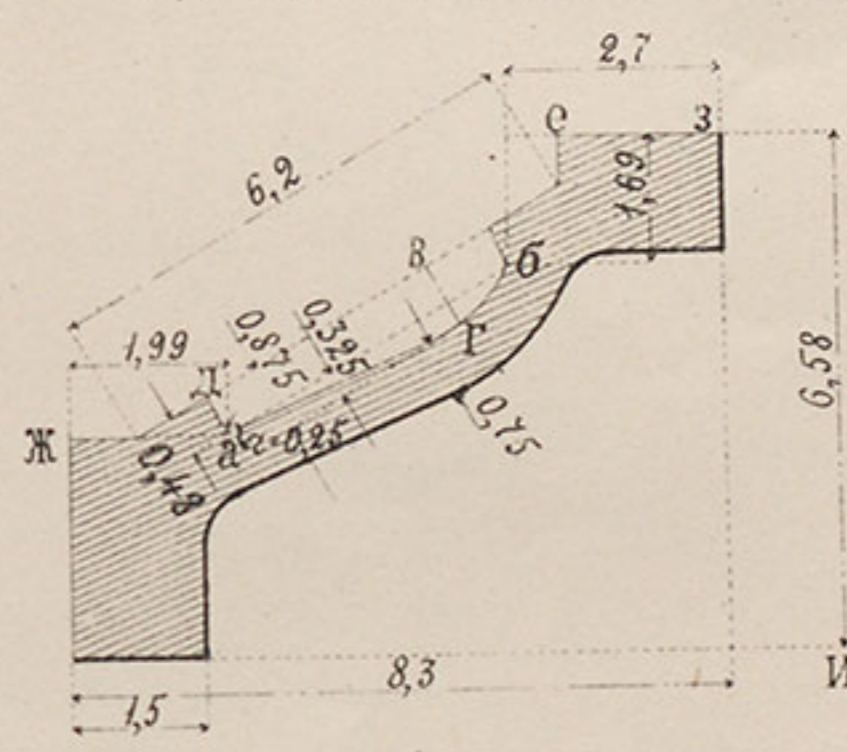 2,7
е
З
1,69
6,2
В
б
0,325
0,875
1,99
Д
Г
6,58
Ж
а
r=0,25
0,75
0,48
И
8,3
1,5